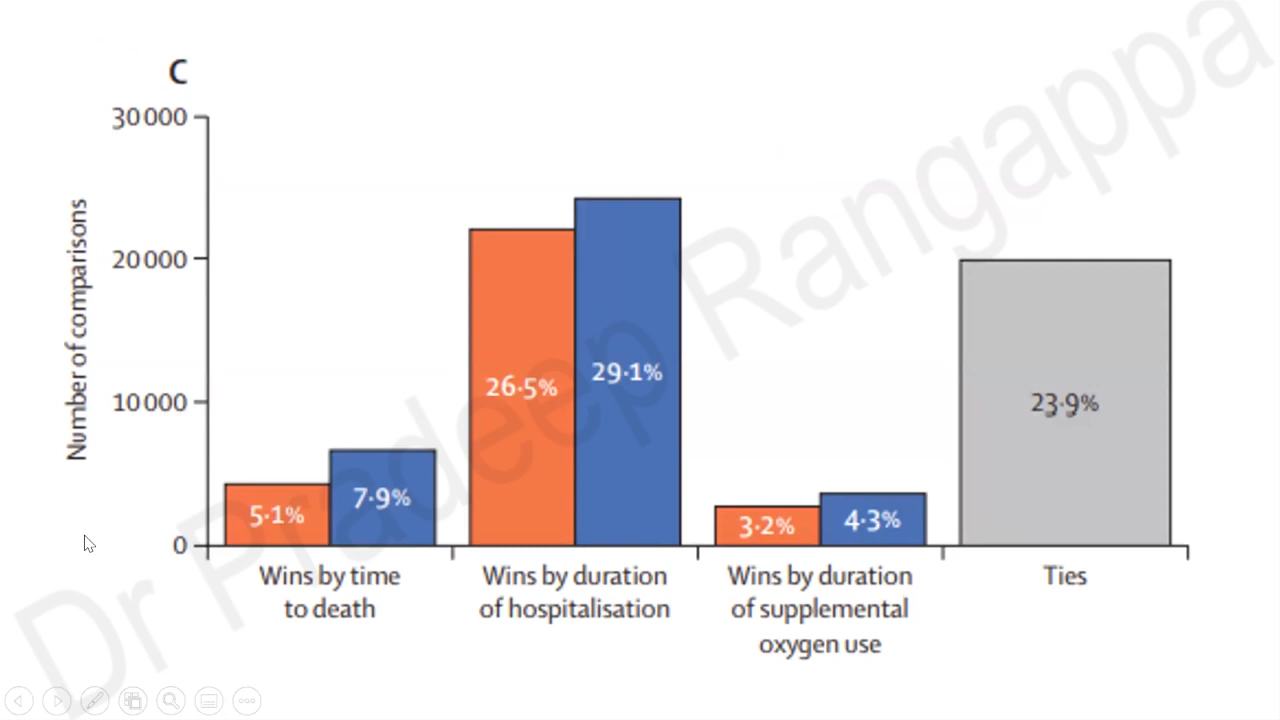 C
30 000
20 000
10 000
0
Number of comparisons
5·1%
7·9%
26·5%
29·1%
3·2%
4·3%
23·9%
Wins by time
to death
Wins by duration
of hospitalisation
Wins by duration
of supplemental
oxygen use
Ties
Dr Pradeep Rangappa